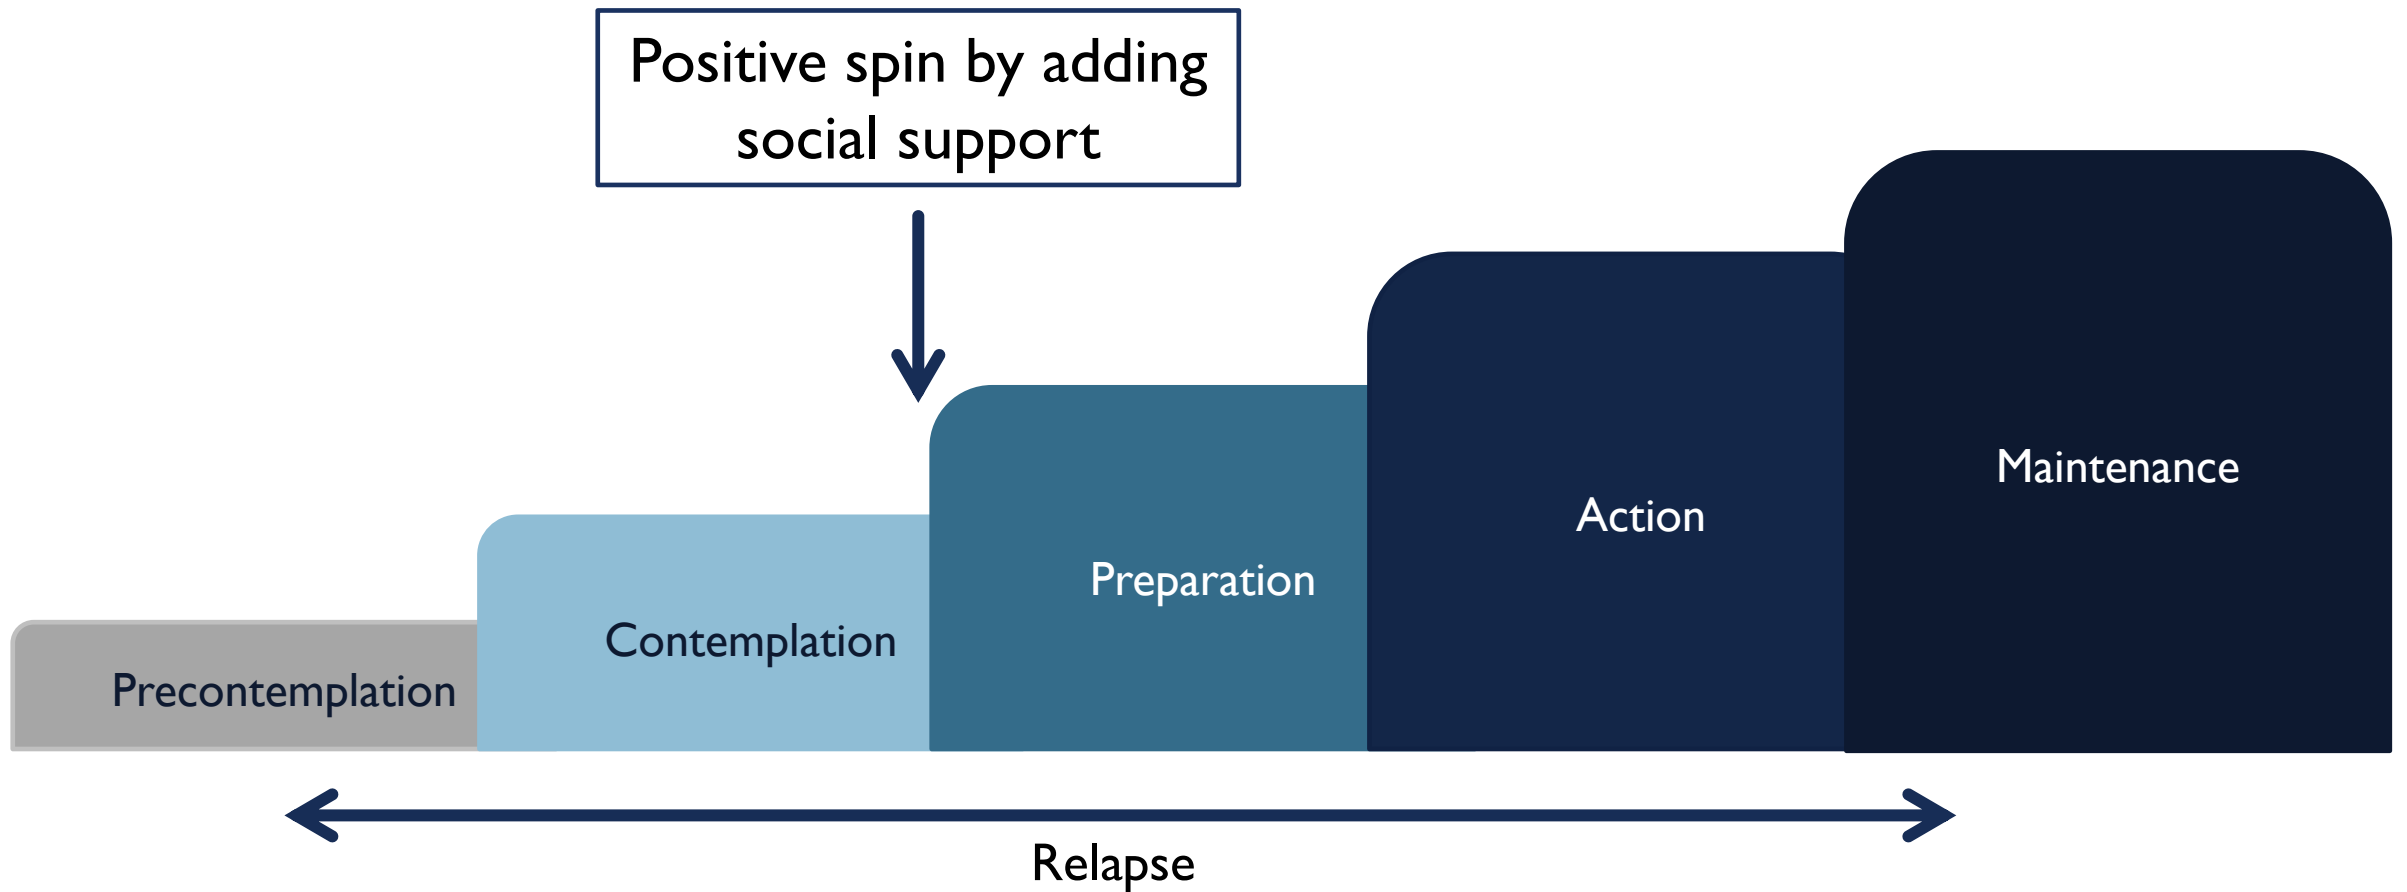 Positive spin by adding
social support
Precontemplation
Contemplation
Preparation
Action
Maintenance
Relapse